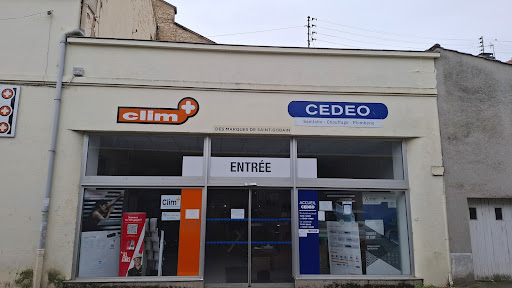 clim+
CEDEO
Sanitaire - Chauffage - Plomberie
DES MARQUES DE SAINT-GOBAIN
ENTRÉE
Clim+
ACCUEIL
CEDEO